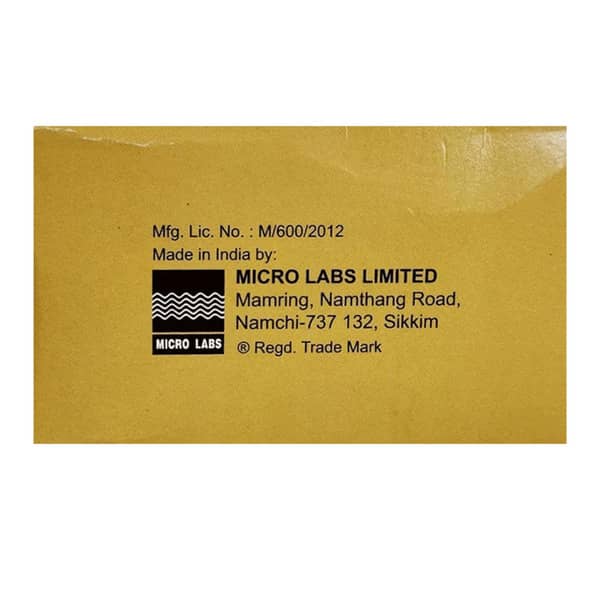 Mfg. Lic. No. : M/600/2012
Made in India by:
MICRO LABS LIMITED
Mamring, Namthang Road,
Namchi-737 132, Sikkim
MICRO LABS
® Regd. Trade Mark